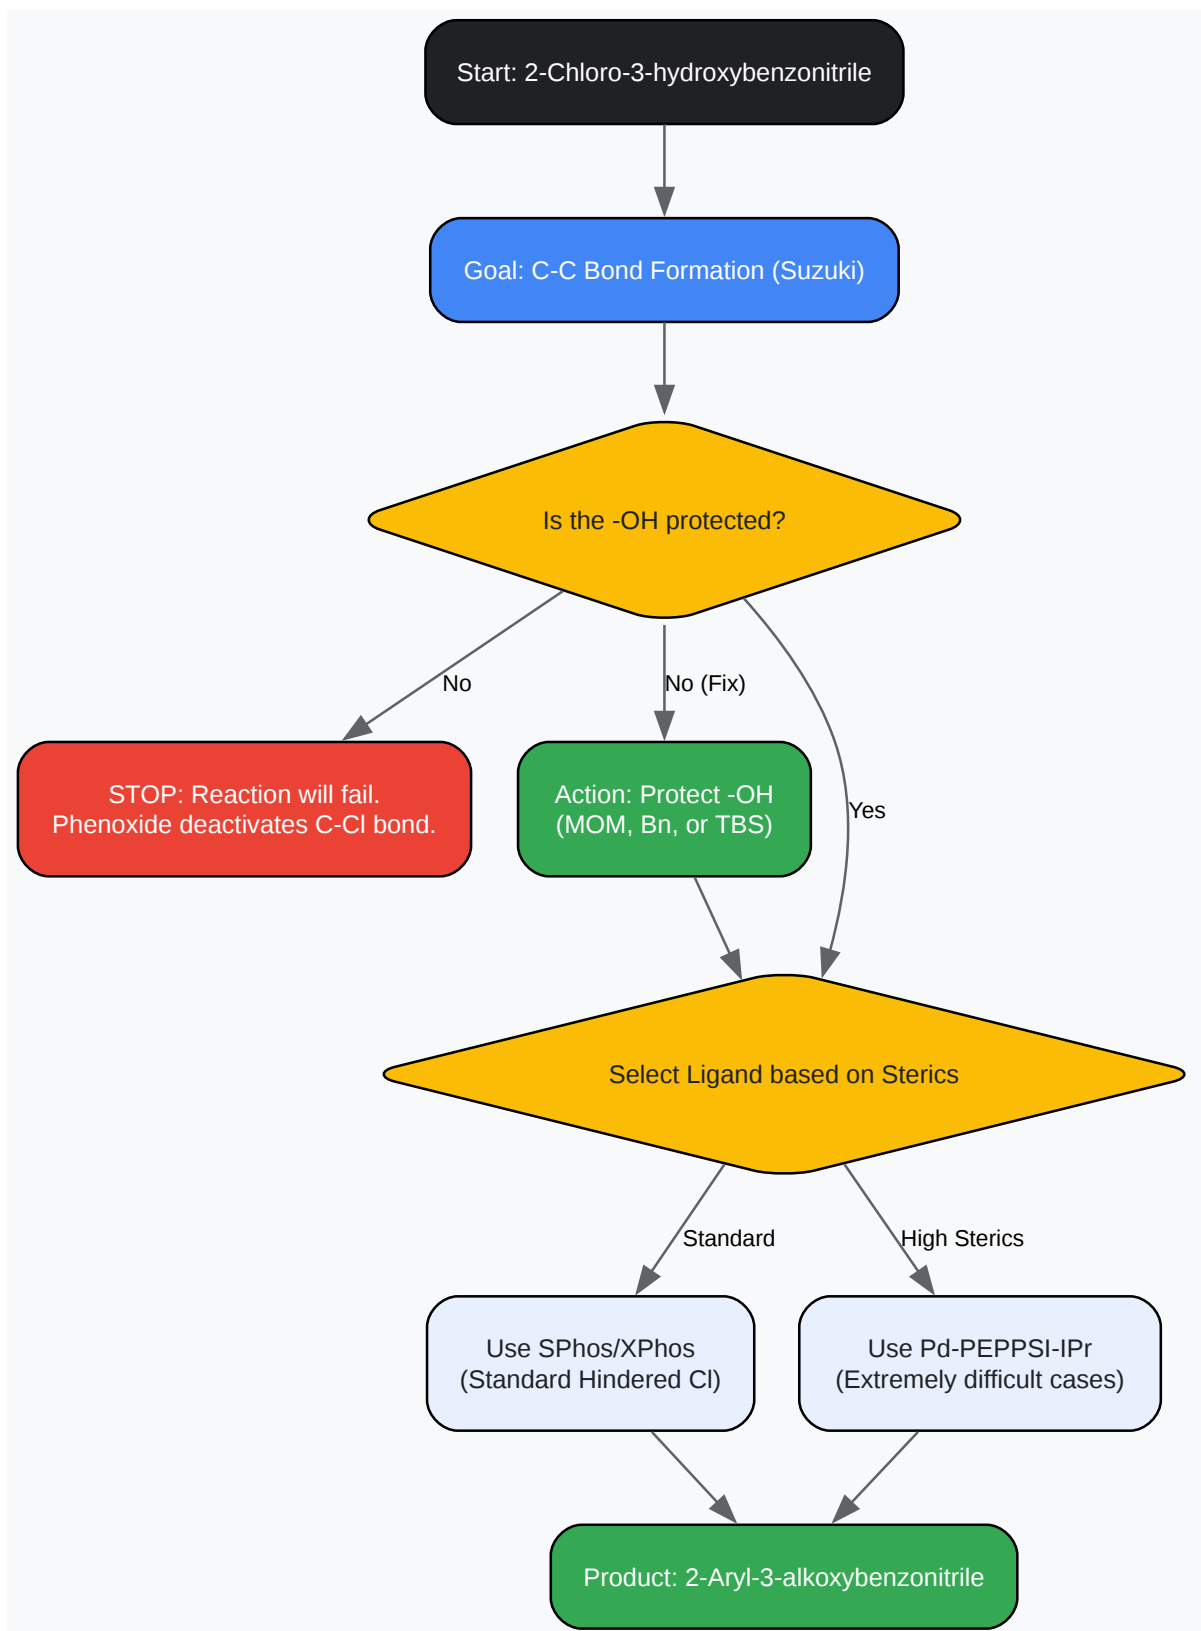 Start: 2-Chloro-3-hydroxybenzonitrile
Goal: C-C Bond Formation (Suzuki)
Is the -OH protected?
No
No (Fix)
Yes
STOP: Reaction will fail.
Phenoxide deactivates C-Cl bond.
Action: Protect -OH
(MOM, Bn, or TBS)
Select Ligand based on Sterics
Standard
High Sterics
Use SPhos/XPhos
(Standard Hindered Cl)
Use Pd-PEPPSI-IPr
(Extremely difficult cases)
Product: 2-Aryl-3-alkoxybenzonitrile